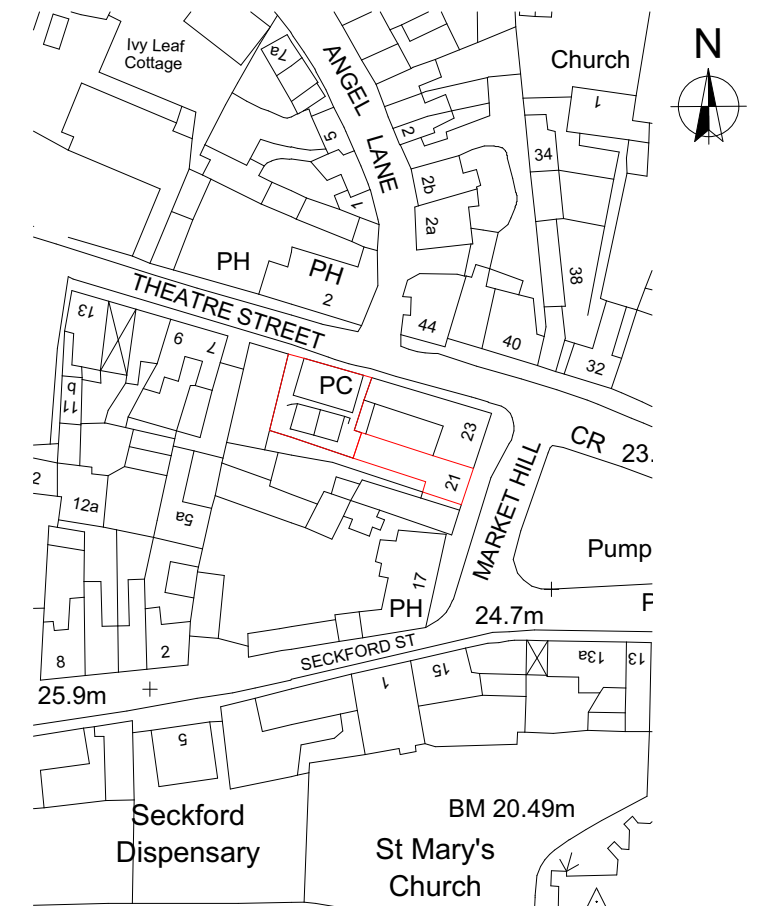 N
Ivy Leaf
Cottage
1a
ANGEL LANE
Church
1
5
2
34
2b
1
2a
PH
PH
2
38
THEATRE STREET
13
9
7
44
40
32
PC
11
b
23
CR 23.
21
2
12a
5a
MARKET HILL
Pump
17
PH
24.7m
P
8
2
SECKFORD ST
25.9m
1
15
13a
13
5
Seckford
Dispensary
BM 20.49m
St Mary's
Church